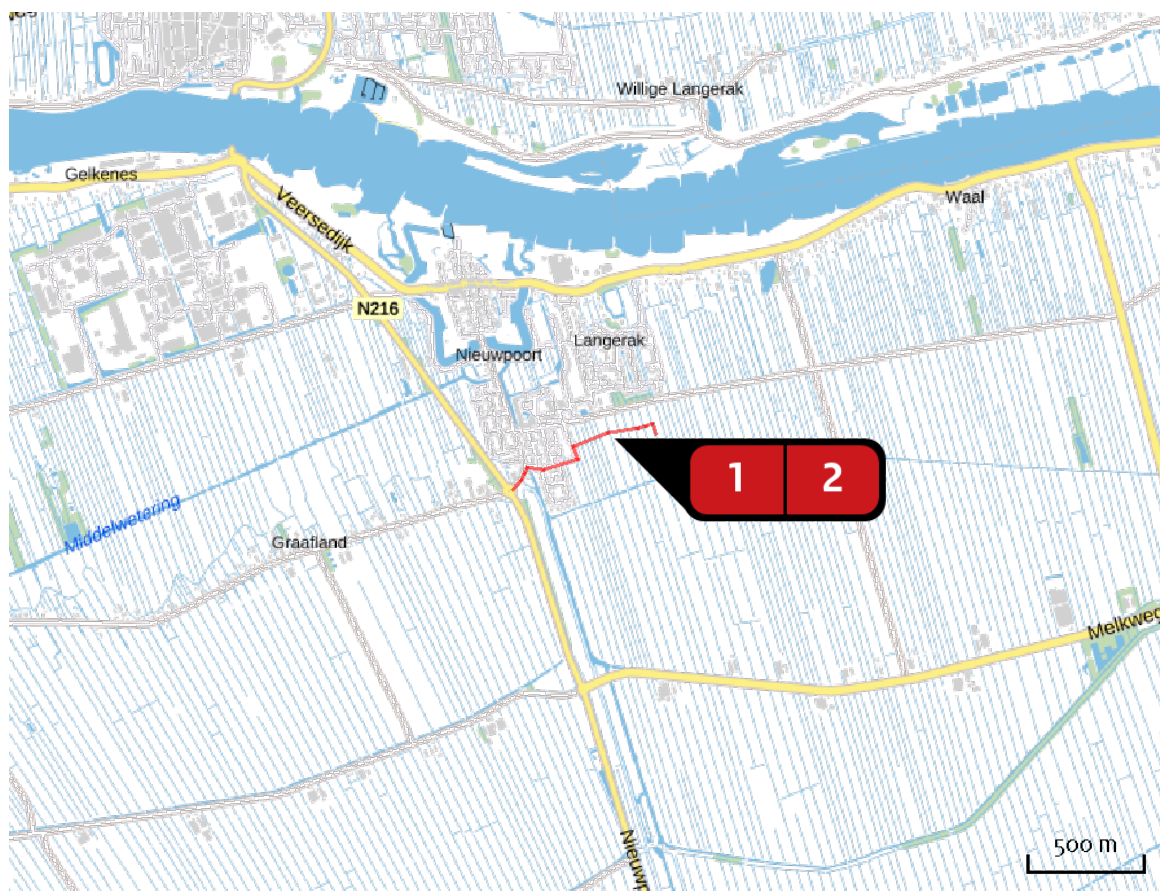 Willige Langerak
Gelkenes
Waal
Veersedijk
N216
Langerak
Nieuwpoort
1 2
Middelwetering
Graafland
Melkweg
500 m